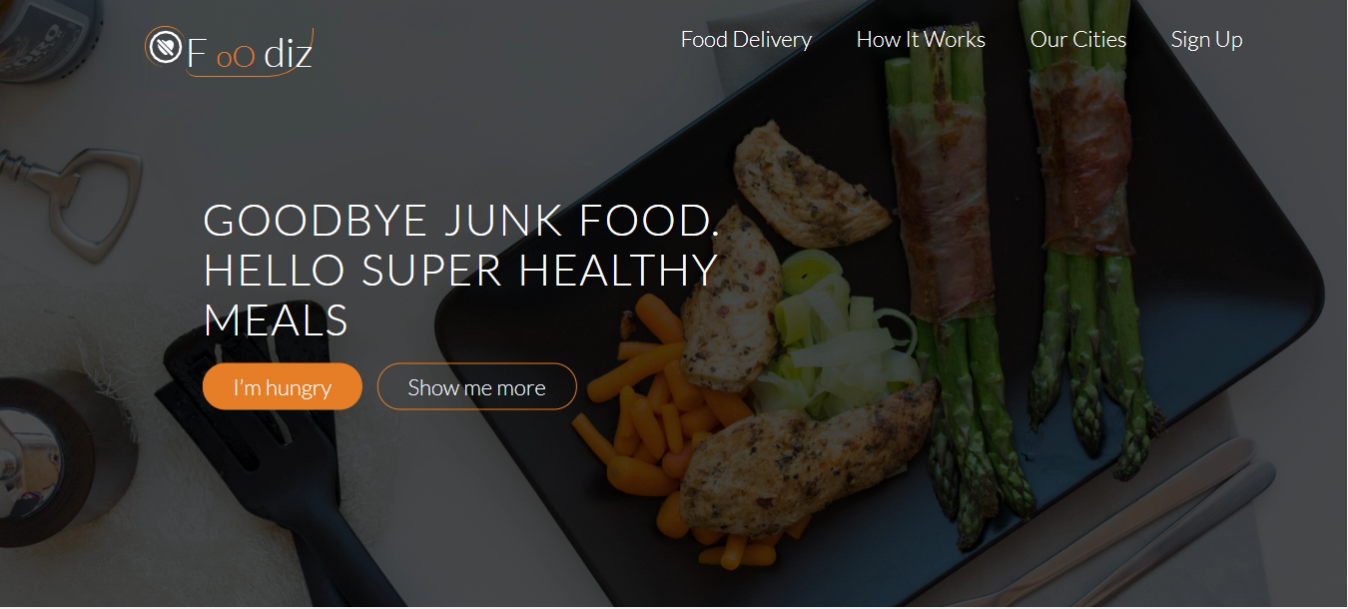 F oO diz
Food Delivery
How It Works
Our Cities
Sign Up
GOODBYE JUNK FOOD.
HELLO SUPER HEALTHY
MEALS
I'm hungry
Show me more